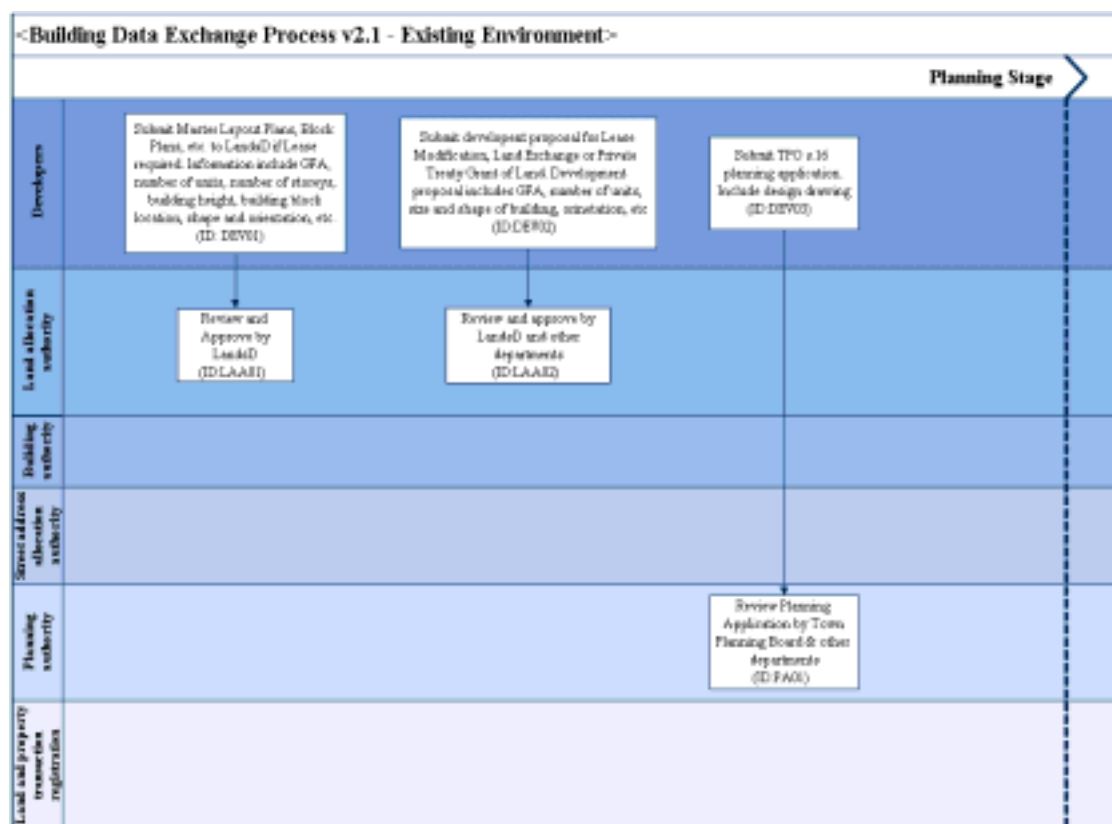 <Building Data Exchange Process v2.1 - Existing Environment>
Planning Stage
Developers
Submit Master Layout Plans, Block
Plans, etc. to LandsD if Lease
required. Information include GFA,
number of units, number of storeys,
building height, building block
location, shape and orientation, etc
(ID: DEV01)
Submit development proposal for Lease
Modification, Land Exchange or Private
Treaty Grant of Land. Development
proposal includes GFA, number of units,
size and shape of building, orientation, etc
(ID:DEV02)
Submit TPO s.16
planning application.
Include design drawing
(ID:DEV03)
Land allocation
authority
Review and
Approve by
LandsD
(ID:LAA01)
Review and approve by
LandsD and other
departments
(ID:LAA02)
Building
authority
Street address
allocation
authority
Planning
authority
Review Planning
Application by Town
Planning Board & other
departments
(ID:PA01)
Land and property
transaction
registration